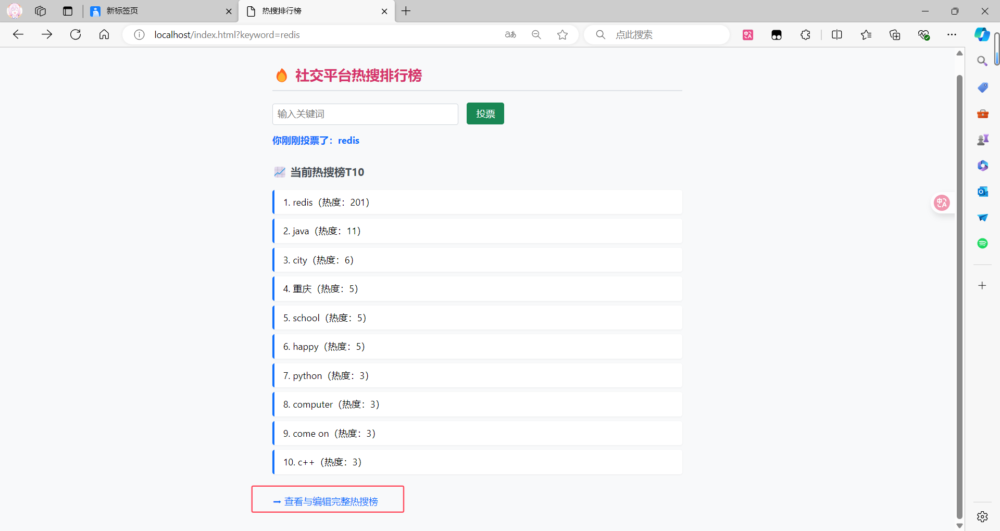 新标签页
热搜排行榜
localhost/index.html?keyword=redis
aあ
点此搜索
社交平台热搜排行榜
输入关键词
投票
你刚刚投票了：redis
当前热搜榜T10
1. redis（热度：201）
2. java（热度：11）
3. city（热度：6）
4. 重庆（热度：5）
5. school（热度：5）
6. happy（热度：5）
7. python（热度：3）
8. computer（热度：3）
9. come on（热度：3）
10. c++（热度：3）
➞ 查看与编辑完整热搜榜